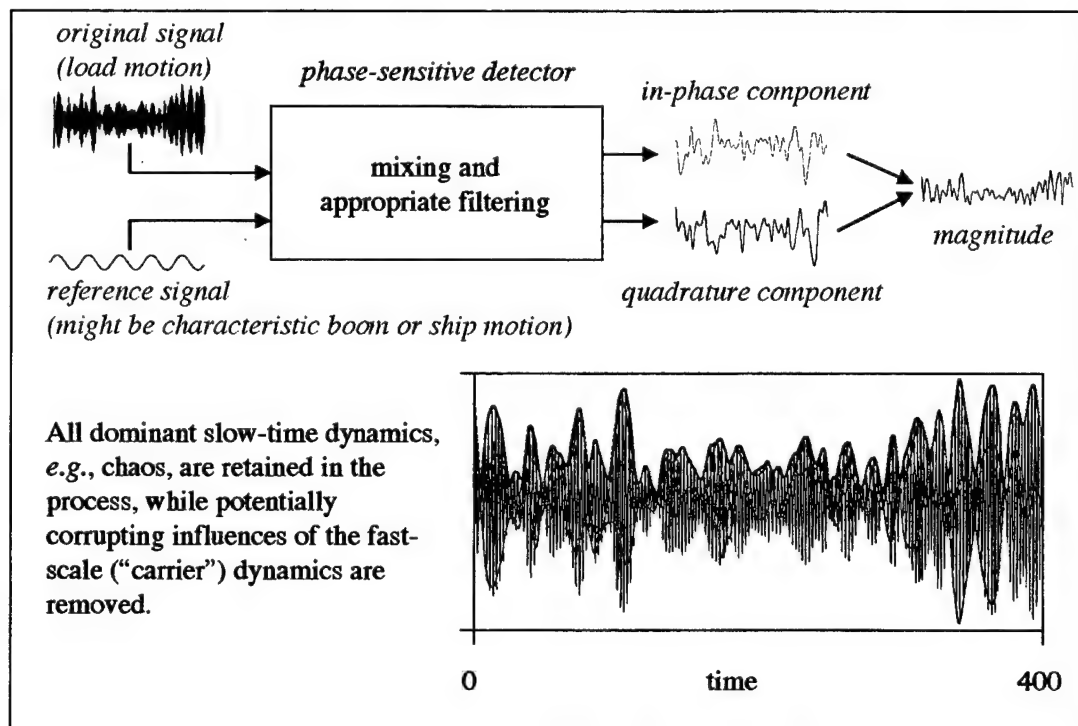 original signal
(load motion)
phase-sensitive detector
in-phase component
mixing and
appropriate filtering
magnitude
reference signal
(might be characteristic boom or ship motion)
quadrature component
All dominant slow-time dynamics,
e.g., chaos, are retained in the
process, while potentially
corrupting influences of the fast-
scale (“carrier”) dynamics are
removed.
0
time
400